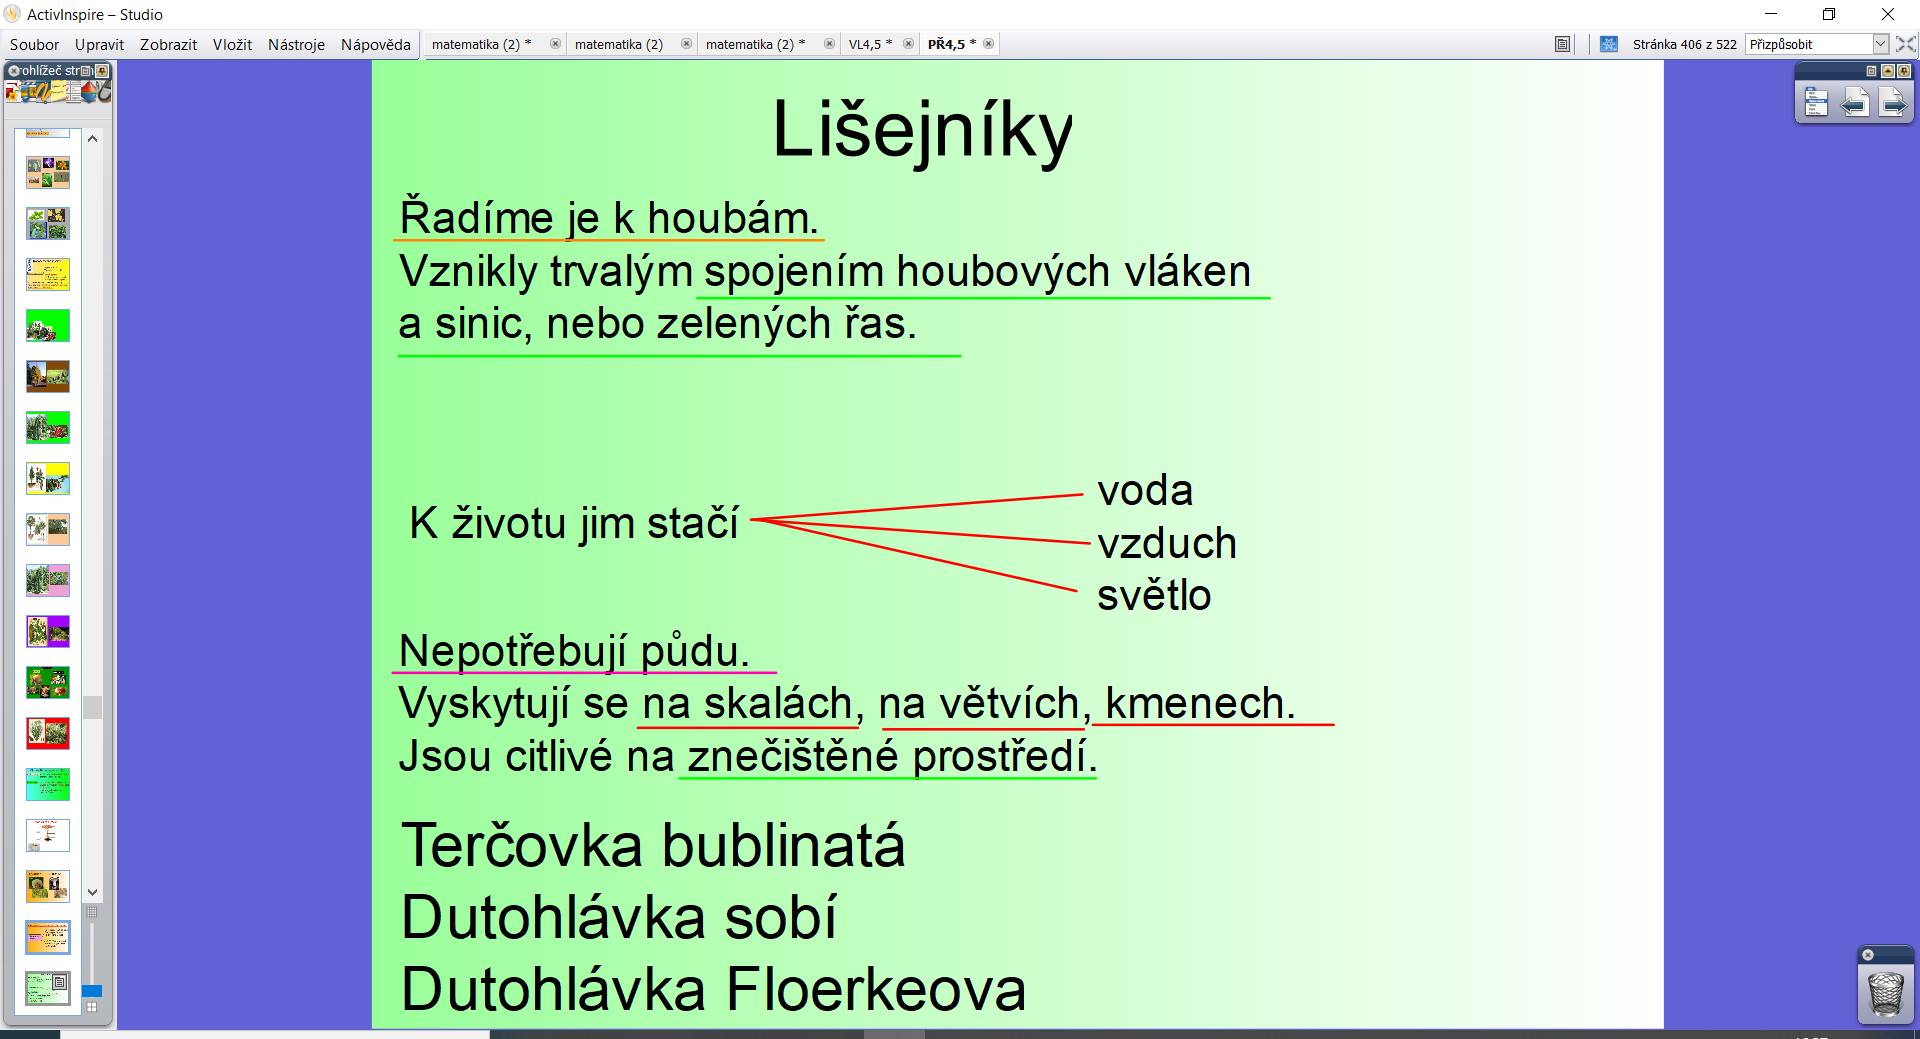 ActivInspire – Studio
Soubor Upravit Zobrazit Vložit Nástroje Nápověda
matematika (2) * matematika (2) matematika (2) * VL4,5 * PŘ4,5 *
Stránka 406 z 522 Přizpůsobit
Lišejníky
Řadíme je k houbám.
Vznikly trvalým spojením houbových vláken
a sinic, nebo zelených řas.
K životu jim stačí
voda
vzduch
světlo
Nepotřebují půdu.
Vyskytují se na skalách, na větvích, kmenech.
Jsou citlivé na znečištěné prostředí.
Terčovka bublinatá
Dutohlávka sobí
Dutohlávka Floerkeova